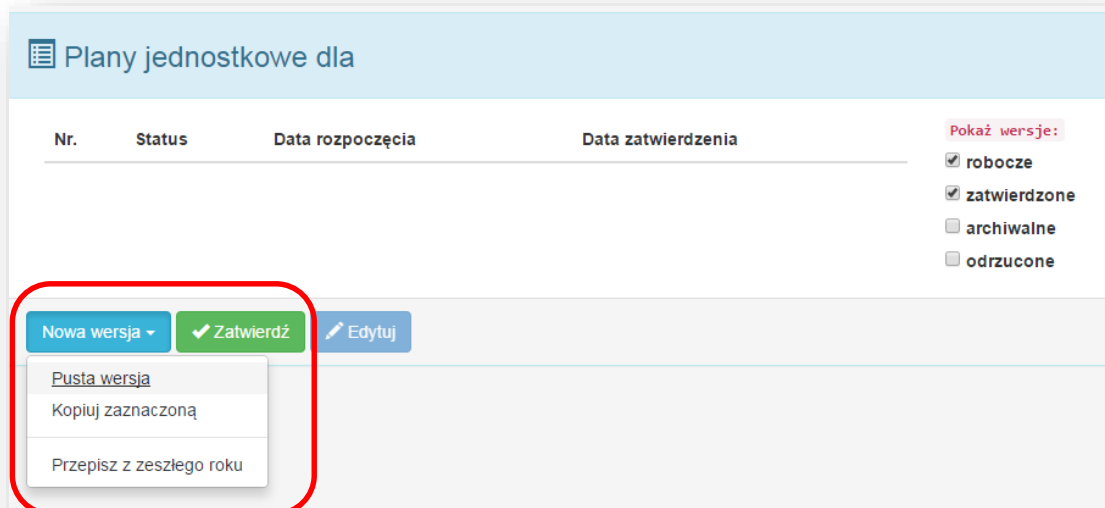 Plany jednostkowe dla
Nr. Status Data rozpoczęcia Data zatwierdzenia
Pokaż wersje:
robocze
zatwierdzone
archiwalne
odrzucone
Nowa wersja Zatwierdź Edytuj
Pusta wersja
Kopiuj zaznaczoną
Przepisz z zeszłego roku